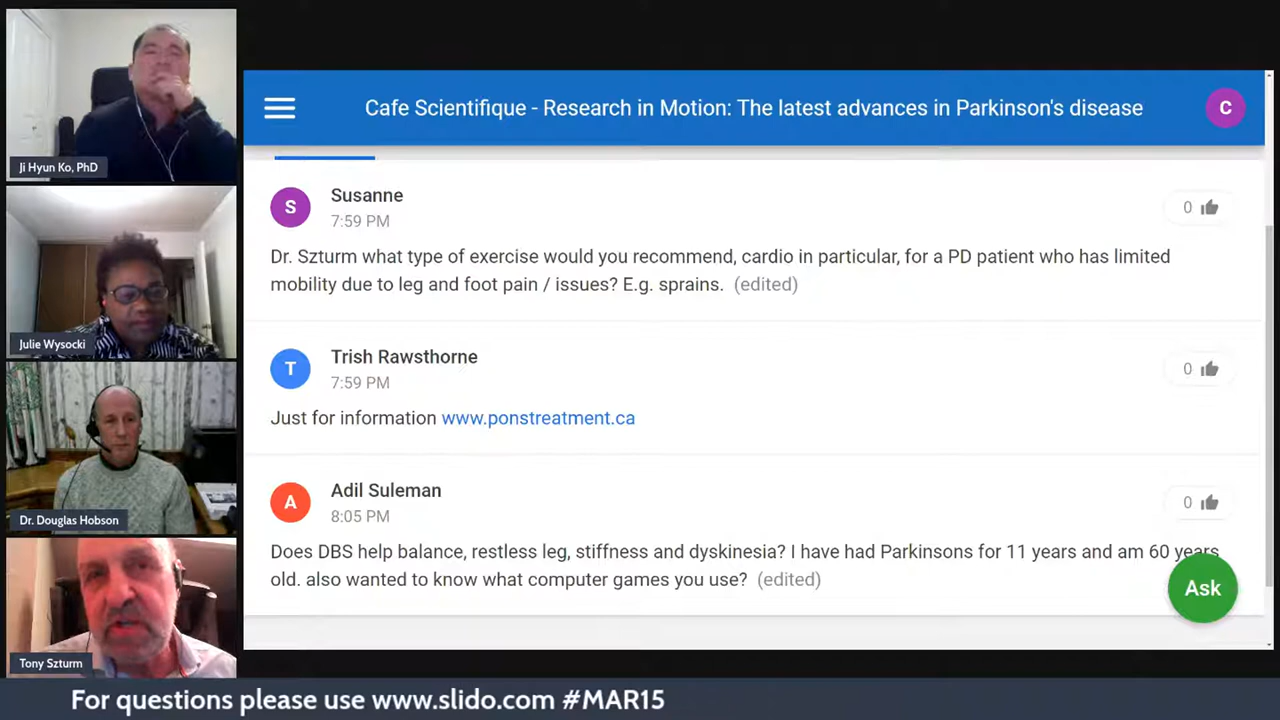 Ji Hyun Ko, PhD
Julie Wysocki
Dr. Douglas Hobson
Tony Szturm
Cafe Scientifique - Research in Motion: The latest advances in Parkinson's disease
C
S
Susanne
7:59 PM
0
Dr. Szturm what type of exercise would you recommend, cardio in particular, for a PD patient who has limited
mobility due to leg and foot pain / issues? E.g. sprains. (edited)
T
Trish Rawsthorne
7:59 PM
0
Just for information www.ponstreatment.ca
A
Adil Suleman
8:05 PM
0
Does DBS help balance, restless leg, stiffness and dyskinesia? I have had Parkinsons for 11 years and am 60 years
old. also wanted to know what computer games you use? (edited)
Ask
For questions please use www.slido.com #MAR15